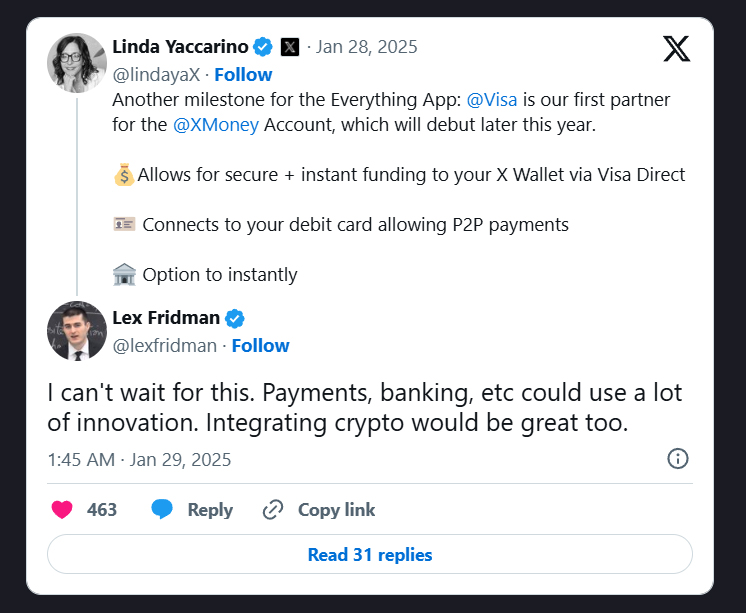 Linda Yaccarino · Jan 28, 2025
@lindayaX · Follow
Another milestone for the Everything App: @Visa is our first partner
for the @XMoney Account, which will debut later this year.
💰Allows for secure + instant funding to your X Wallet via Visa Direct
🪪 Connects to your debit card allowing P2P payments
🏦 Option to instantly
Lex Fridman
@lexfridman · Follow
I can't wait for this. Payments, banking, etc could use a lot
of innovation. Integrating crypto would be great too.
1:45 AM · Jan 29, 2025
463 Reply Copy link
Read 31 replies